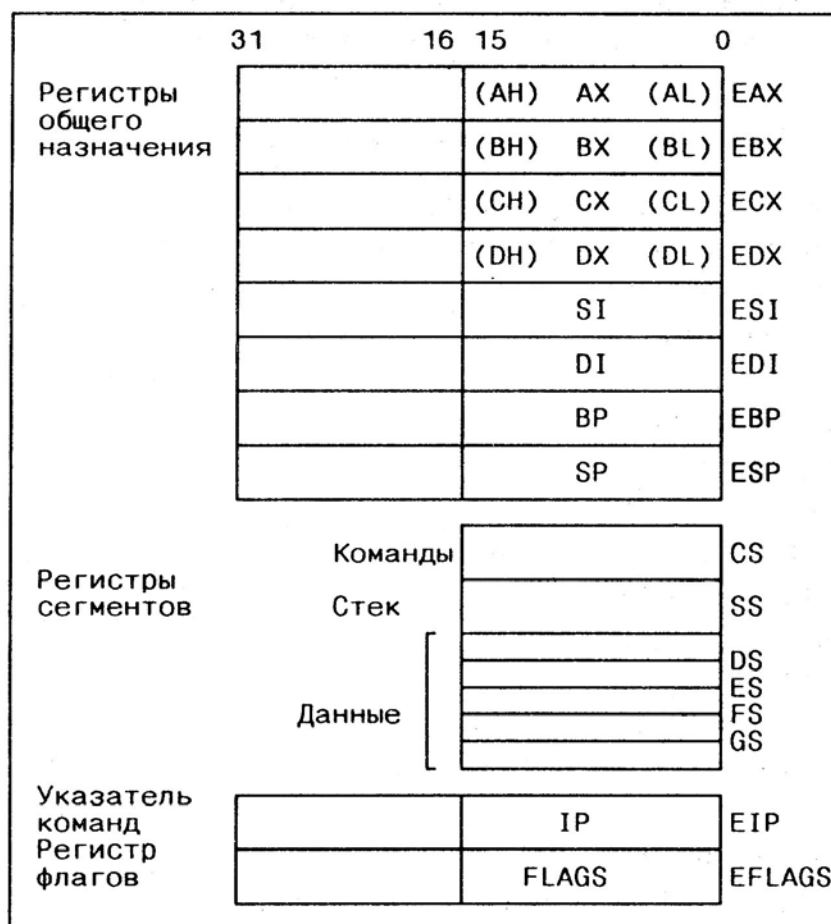 31 16 15 0
Регистры
общего
назначения
(AH) AX (AL) EAX
(BH) BX (BL) EBX
(CH) CX (CL) ECX
(DH) DX (DL) EDX
SI ESI
DI EDI
BP EBP
SP ESP
Регистры
сегментов
Команды CS
Стек SS
Данные
DS
ES
FS
GS
Указатель
команд
IP EIP
Регистр
флагов
FLAGS EFLAGS